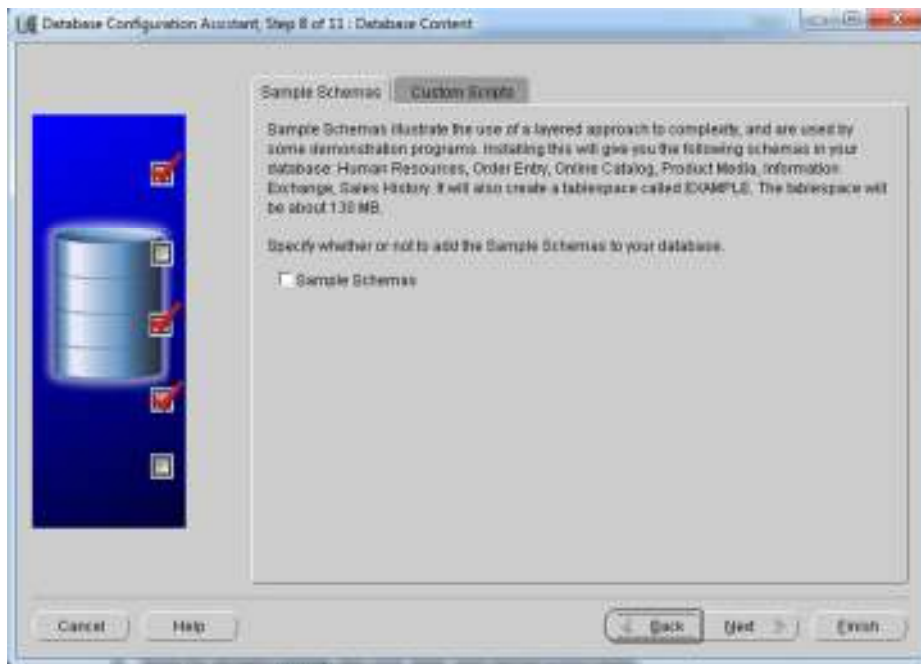 Database Configuration Assistant, Step 8 of 11 : Database Content
Sample Schemas
Custom Scripts
Sample Schemas illustrate the use of a layered approach to complexity, and are used by
some demonstration programs. Installing this will give you the following schemas in your
database: Human Resources, Order Entry, Online Catalog, Product Media, Information
Exchange, Sales History. It will also create a tablespace called EXAMPLE. The tablespace will
be about 130 MB.
Specify whether or not to add the Sample Schemas to your database.
Sample Schemas
Cancel
Help
Back
Next
Finish